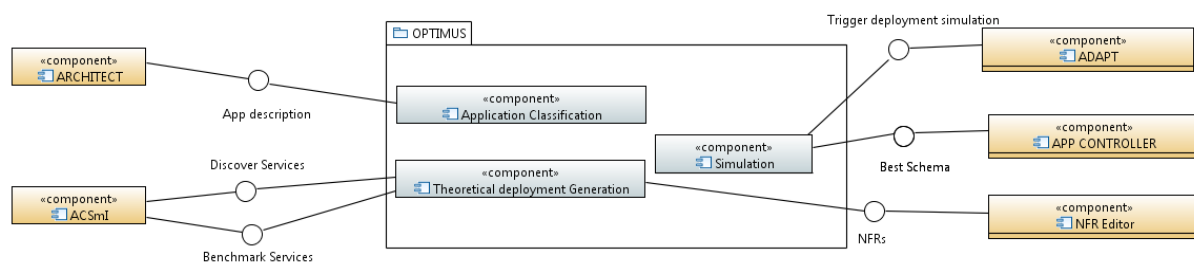 Trigger deployment simulation
OPTIMUS
«component»
ARCHITECT
«component»
ADAPT
App description
«component»
Application Classification
«component»
Simulation
«component»
APP CONTROLLER
Best Schema
Discover Services
«component»
Theoretical deployment Generation
«component»
ACSmI
Benchmark Services
NFRs
«component»
NFR Editor